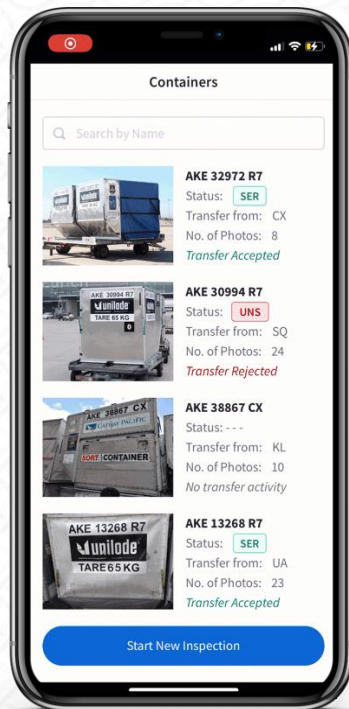 Containers
Search by Name
AKE 32972 R7
Status: SER
Transfer from: CX
No. of Photos: 8
Transfer Accepted
AKE 30994 R7
unilode
TARE 65 KG
AKE 30994 R7
Status: UNS
Transfer from: SQ
No. of Photos: 24
Transfer Rejected
AKE 38867 CX
CATHAY PACIFIC
SORT CONTAINER
AKE 38867 CX
Status: - - -
Transfer from: KL
No. of Photos: 10
No transfer activity
AKE 13268 R7
unilode
TARE 65 KG
AKE 13268 R7
Status: SER
Transfer from: UA
No. of Photos: 23
Transfer Accepted
Start New Inspection